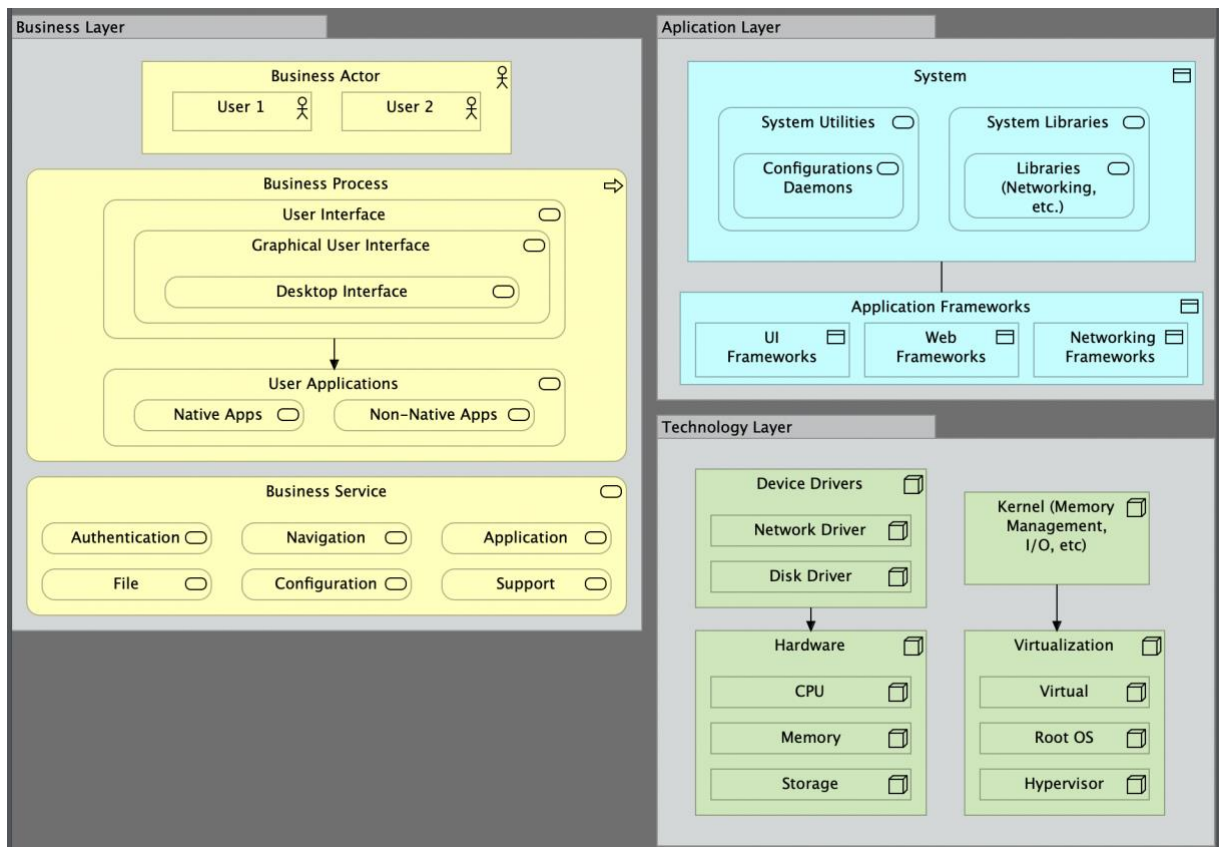 Business Layer
Business Actor
User 1
User 2
Business Process
User Interface
Graphical User Interface
Desktop Interface
User Applications
Native Apps
Non-Native Apps
Business Service
Authentication
Navigation
Application
File
Configuration
Support
Aplication Layer
System
System Utilities
Configurations
Daemons
System Libraries
Libraries
(Networking,
etc.)
Application Frameworks
UI
Frameworks
Web
Frameworks
Networking
Frameworks
Technology Layer
Device Drivers
Network Driver
Disk Driver
Kernel (Memory
Management,
I/O, etc)
Hardware
CPU
Memory
Storage
Virtualization
Virtual
Root OS
Hypervisor